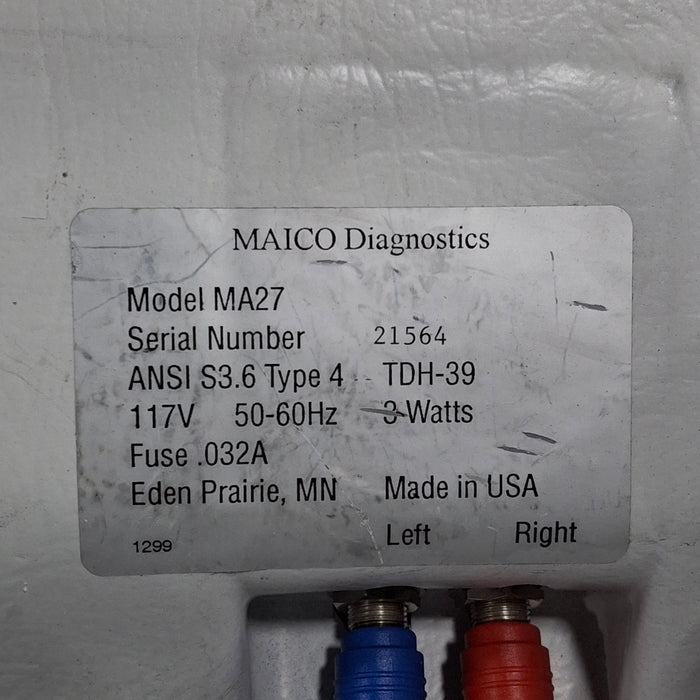 MAICO Diagnostics
Model MA27
Serial Number 21564
ANSI S3.6 Type 4 TDH-39
117V 50-60Hz 3 Watts
Fuse .032A
Eden Prairie, MN Made in USA
1299 Left Right